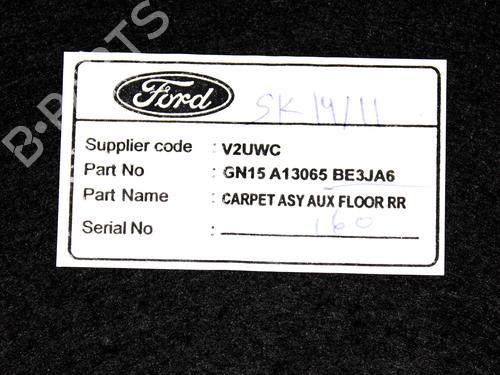 B-PARTS
Ford SK 19/11
Supplier code : V2UWC
Part No : GN15 A13065 BE3JA6
Part Name : CARPET ASY AUX FLOOR RR
Serial No : 160